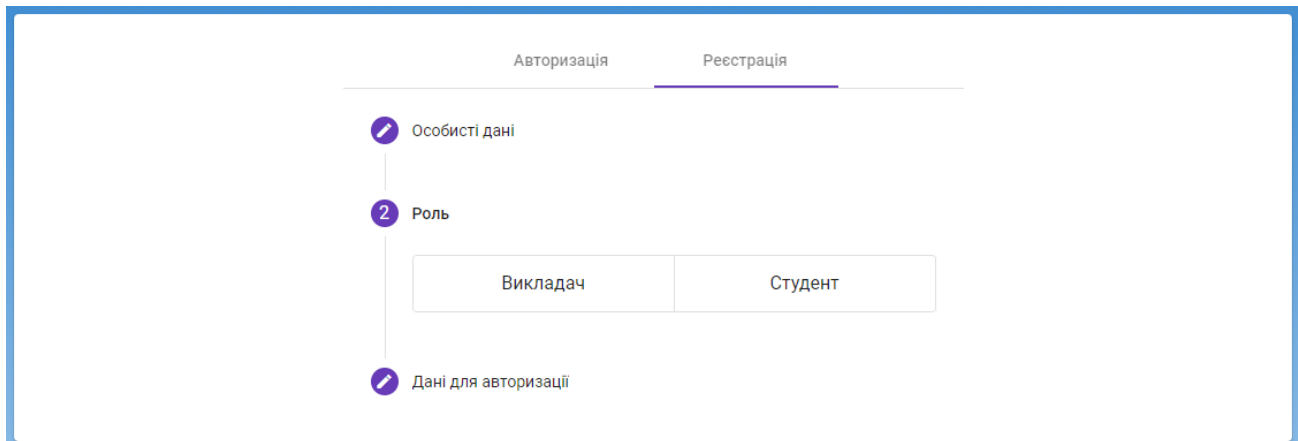 Авторизація Реєстрація
Особисті дані
2 Роль
Викладач Студент
Дані для авторизації